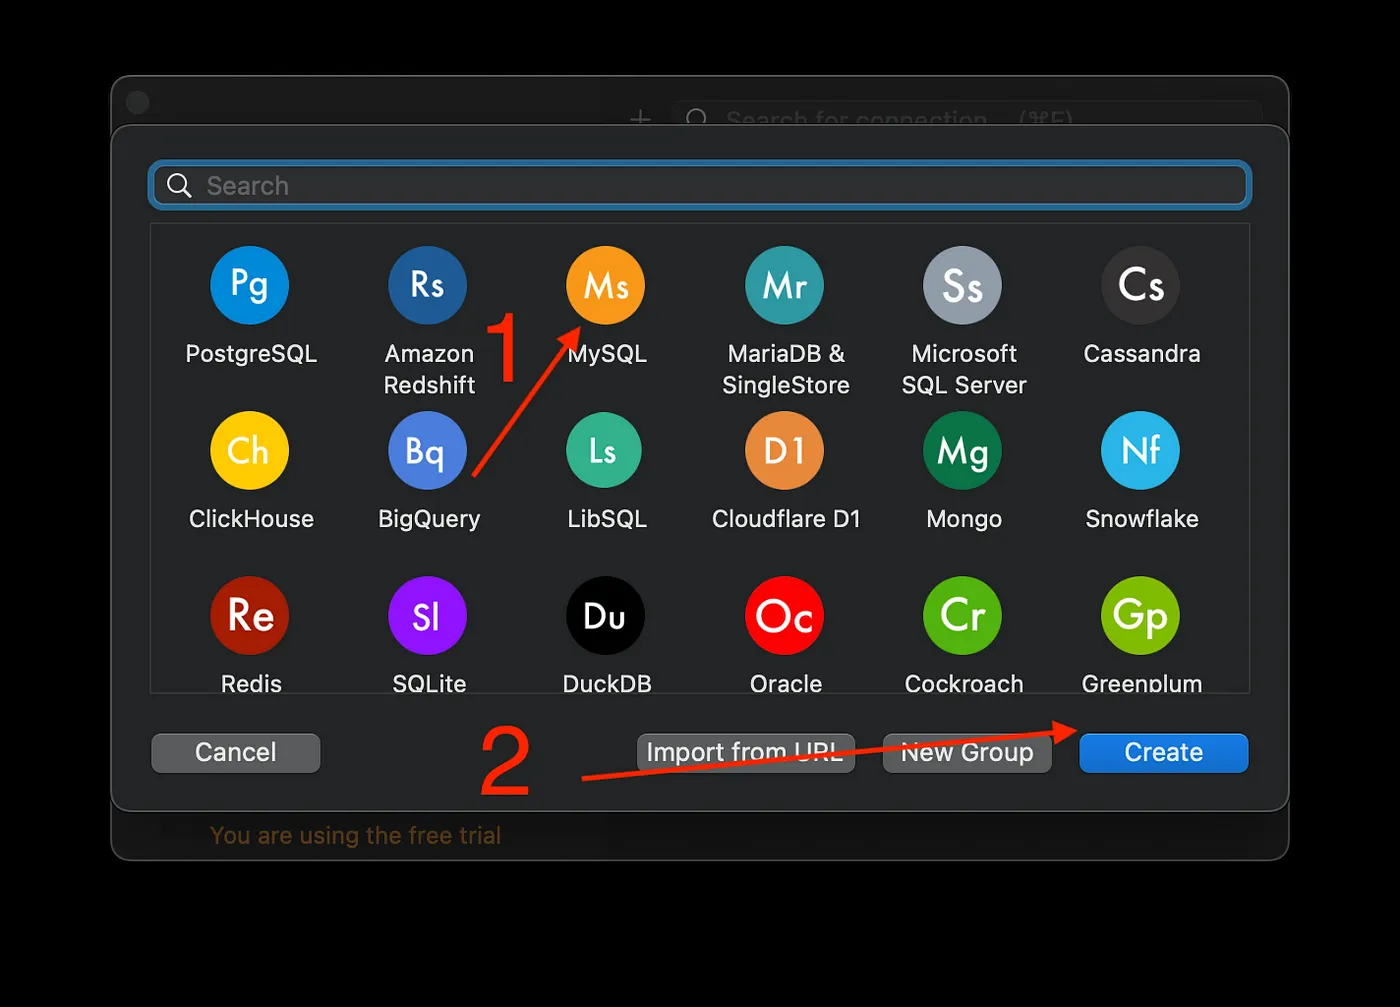 Search for connection... (⌘F)
Search
Pg Rs Ms Mr Ss Cs
PostgreSQL Amazon Redshift MySQL MariaDB & SingleStore Microsoft SQL Server Cassandra
1
Ch Bq Ls D1 Mg Nf
ClickHouse BigQuery LibSQL Cloudflare D1 Mongo Snowflake
Re Sl Du Oc Cr Gp
Redis SQLite DuckDB Oracle Cockroach Greenplum
2
Cancel Import from URL New Group Create
You are using the free trial